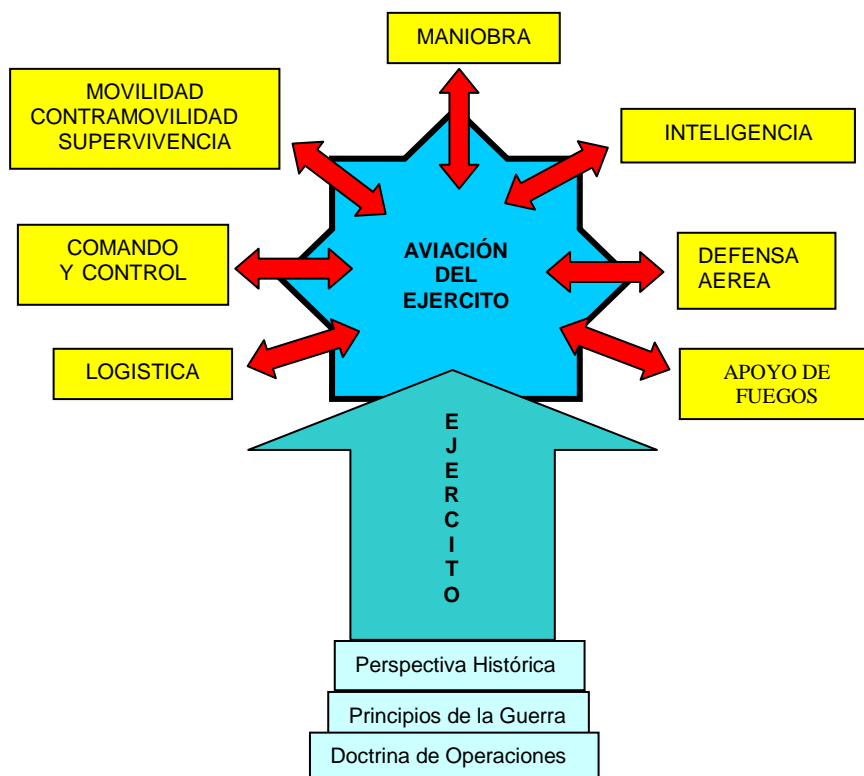 MANIOBRA
MOVILIDAD
CONTRAMOVILIDAD
SUPERVIVENCIA
INTELIGENCIA
COMANDO
Y CONTROL
AVIACIÓN
DEL
EJERCITO
DEFENSA
AEREA
LOGISTICA
APOYO DE
FUEGOS
E
J
E
R
C
I
T
O
Perspectiva Histórica
Principios de la Guerra
Doctrina de Operaciones